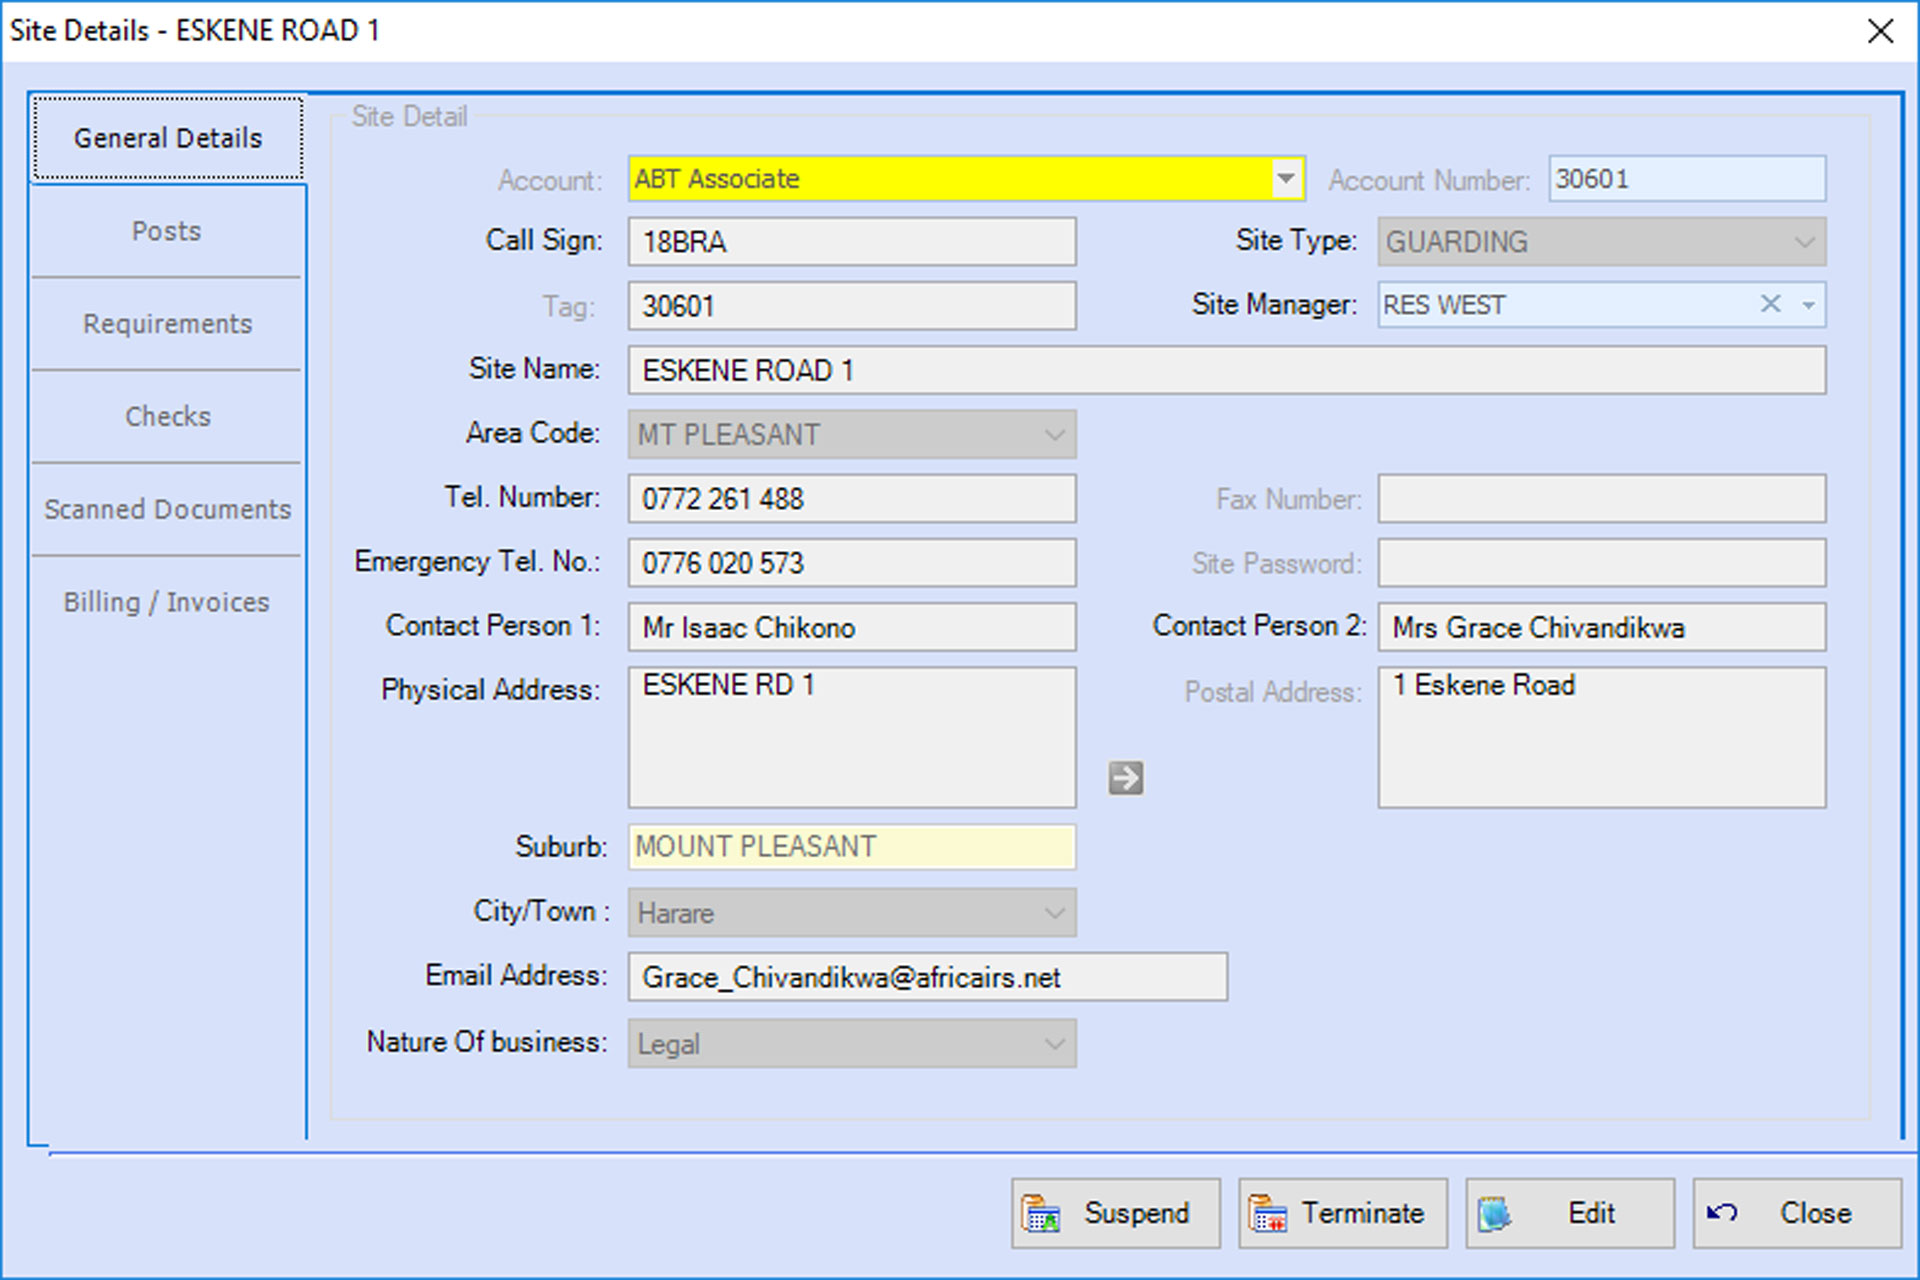 Site Details - ESKENE ROAD 1
General Details
Posts
Requirements
Checks
Scanned Documents
Billing / Invoices
Site Detail
Account: ABT Associate Account Number: 30601
Call Sign: 18BRA Site Type: GUARDING
Tag: 30601 Site Manager: RES WEST
Site Name: ESKENE ROAD 1
Area Code: MT PLEASANT
Tel. Number: 0772 261 488 Fax Number:
Emergency Tel. No.: 0776 020 573 Site Password:
Contact Person 1: Mr Isaac Chikono Contact Person 2: Mrs Grace Chivandikwa
Physical Address: ESKENE RD 1 Postal Address: 1 Eskene Road
Suburb: MOUNT PLEASANT
City/Town : Harare
Email Address: Grace_Chivandikwa@africairs.net
Nature Of business: Legal
Suspend Terminate Edit Close